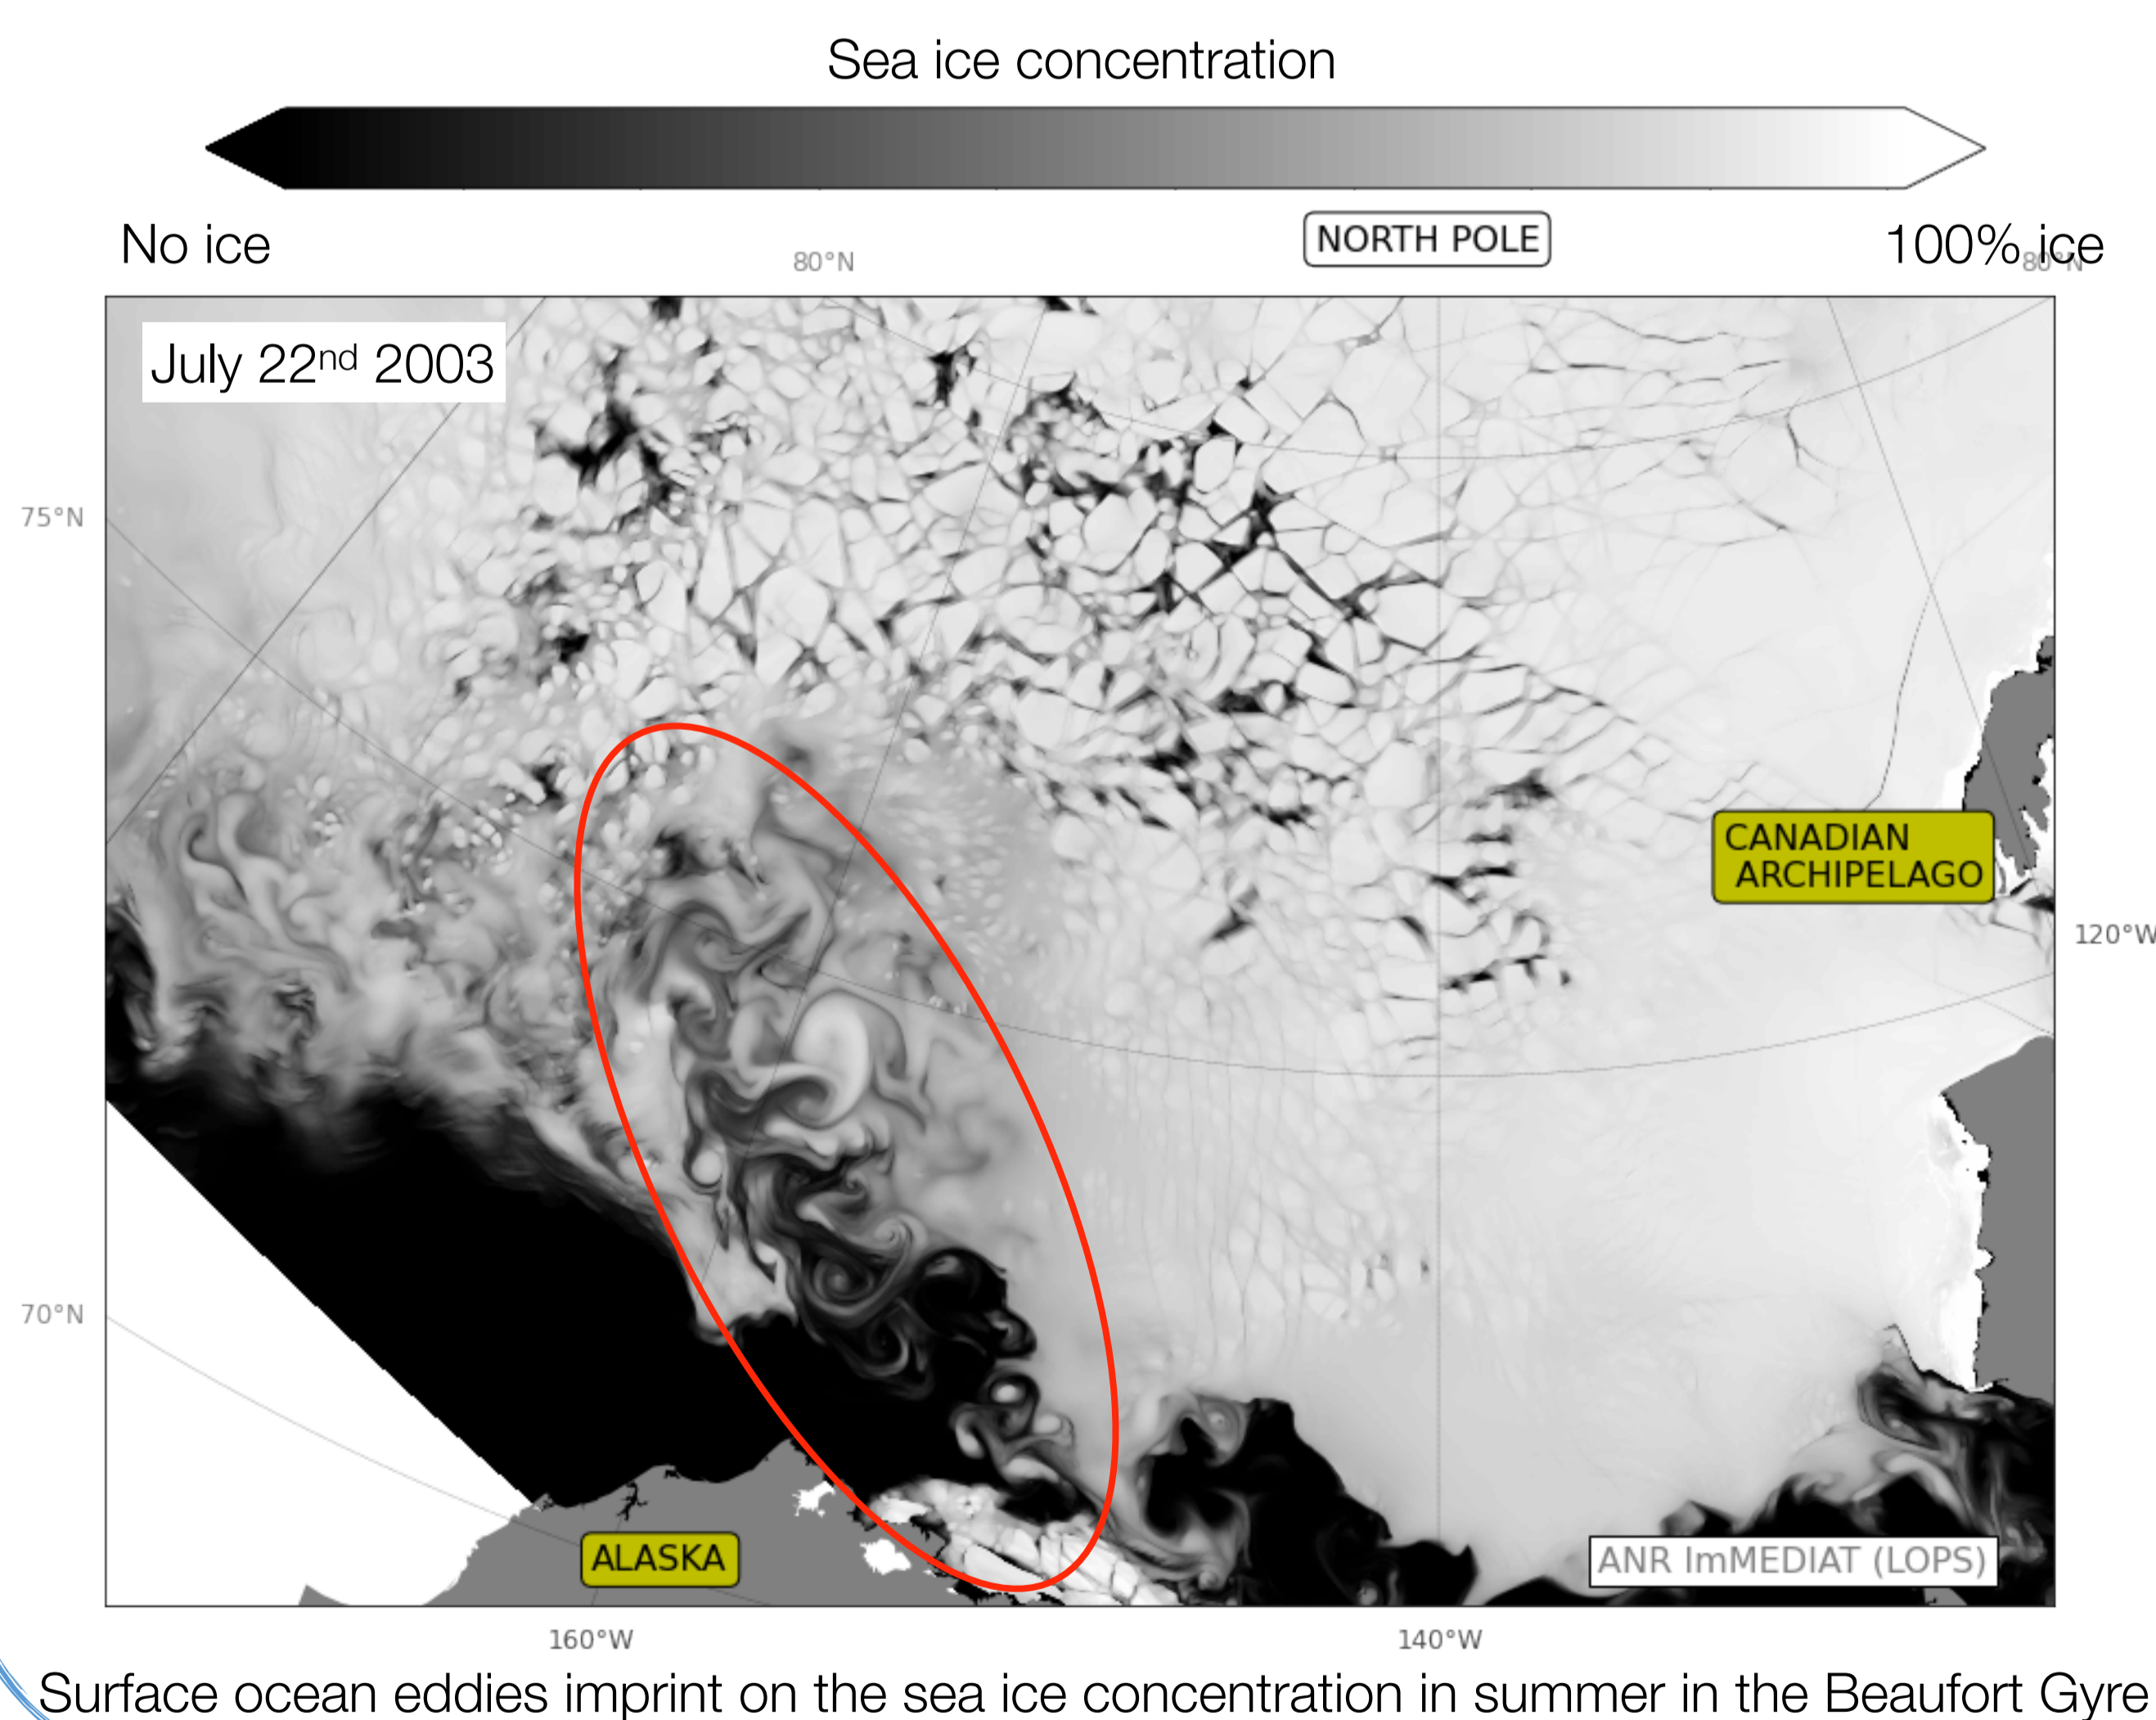 Sea ice concentration
No ice
80°N
NORTH POLE
100% ice
80°N
July 22nd 2003
75°N
CANADIAN
ARCHIPELAGO
120°W
70°N
ALASKA
ANR ImMEDIAT (LOPS)
160°W
140°W
Surface ocean eddies imprint on the sea ice concentration in summer in the Beaufort Gyre